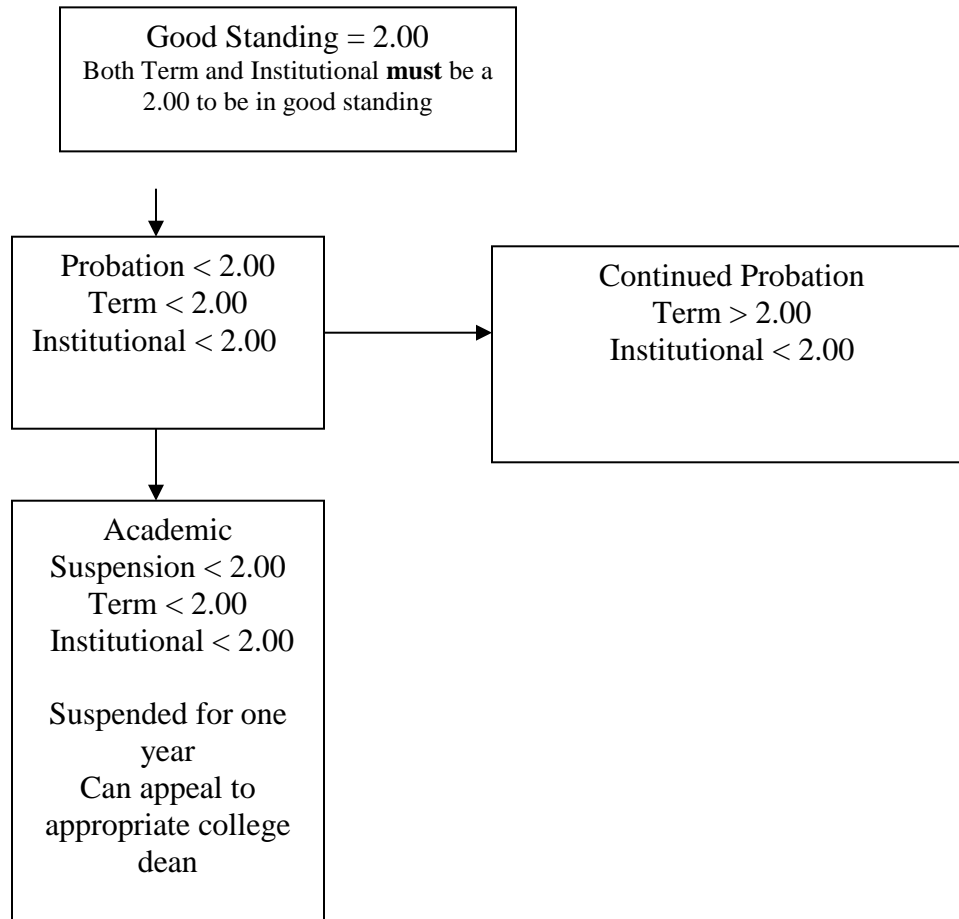 Good Standing = 2.00
Both Term and Institutional must be a
2.00 to be in good standing
Probation < 2.00
Term < 2.00
Institutional < 2.00
Continued Probation
Term > 2.00
Institutional < 2.00
Academic
Suspension < 2.00
Term < 2.00
Institutional < 2.00
Suspended for one
year
Can appeal to
appropriate college
dean